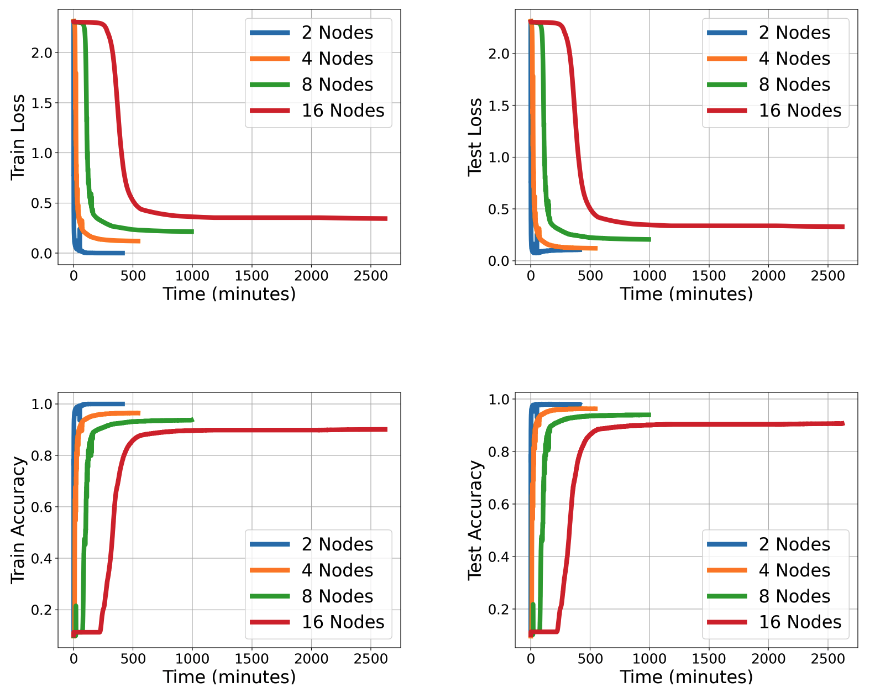 Train Loss
2.0
1.5
1.0
0.5
0.0
2 Nodes
4 Nodes
8 Nodes
16 Nodes
0 500 1000 1500 2000 2500
Time (minutes)
Test Loss
2.0
1.5
1.0
0.5
0.0
2 Nodes
4 Nodes
8 Nodes
16 Nodes
0 500 1000 1500 2000 2500
Time (minutes)
Train Accuracy
1.0
0.8
0.6
0.4
0.2
2 Nodes
4 Nodes
8 Nodes
16 Nodes
0 500 1000 1500 2000 2500
Time (minutes)
Test Accuracy
1.0
0.8
0.6
0.4
0.2
2 Nodes
4 Nodes
8 Nodes
16 Nodes
0 500 1000 1500 2000 2500
Time (minutes)